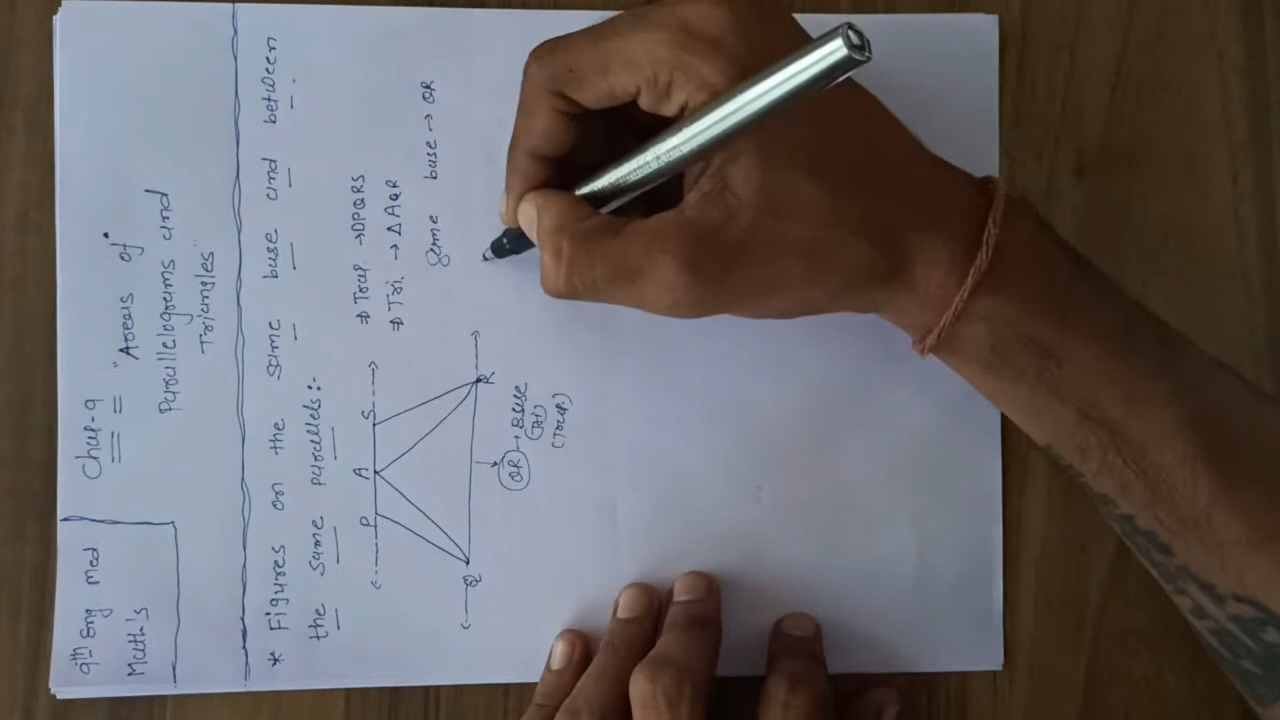 9th Eng Med
Math's
Chap-9
"Areas of
Parallelograms and
Triangles"
* Figures on the same base and between
the same parallels:-
P A S
Q R
QR → Base
(Tri)
(Trap.)
⇒ Trap. → □PQRS
⇒ Tri. → △AQR
Same base → QR